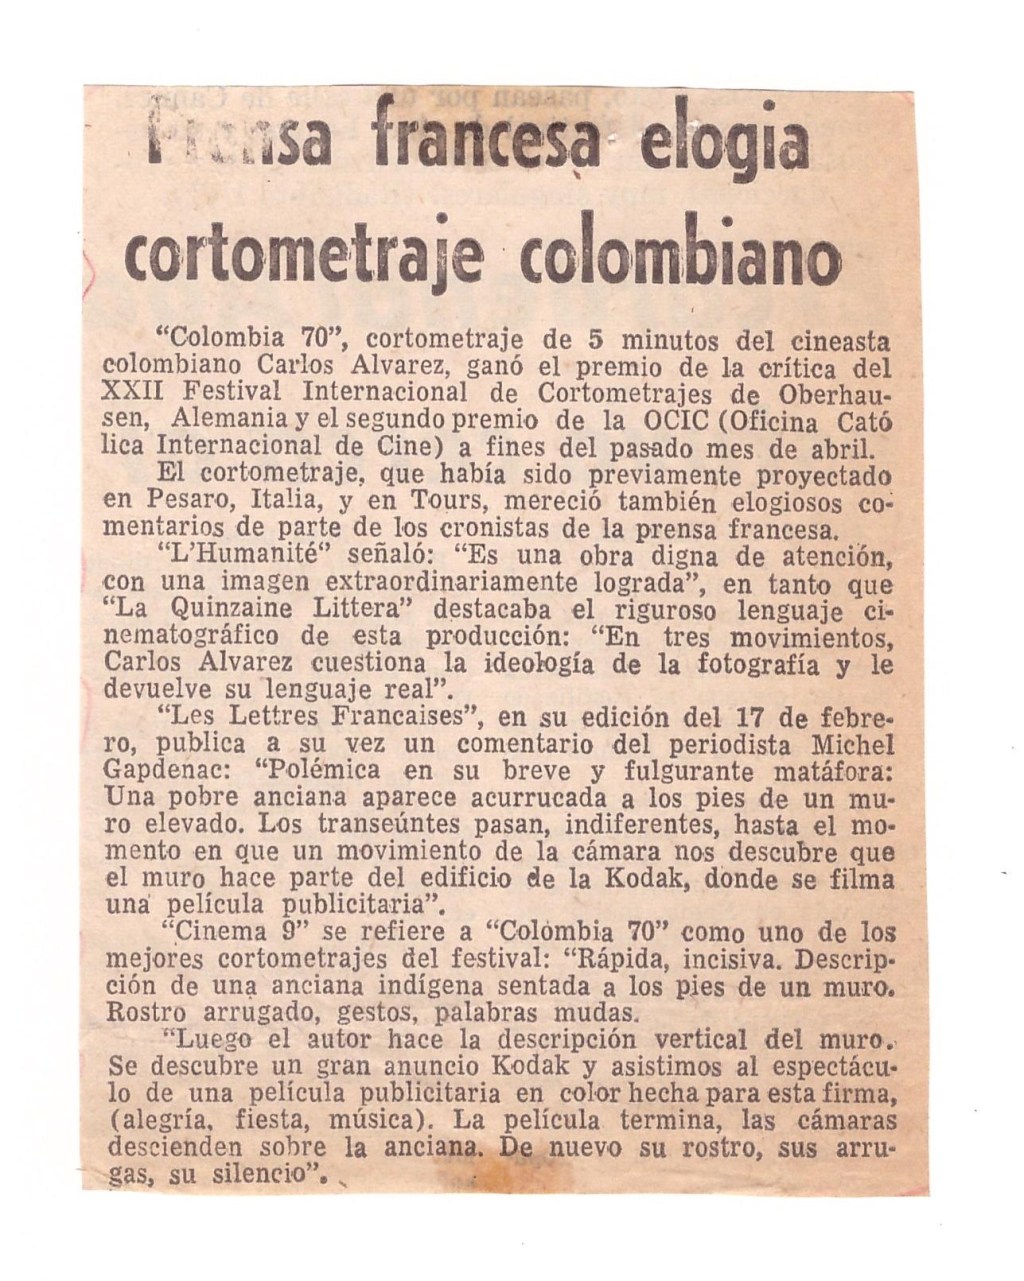 Prensa francesa elogia
cortometraje colombiano
"Colombia 70", cortometraje de 5 minutos del cineasta
colombiano Carlos Alvarez, ganó el premio de la crítica del
XXII Festival Internacional de Cortometrajes de Oberhau-
sen, Alemania y el segundo premio de la OCIC (Oficina Cató
lica Internacional de Cine) a fines del pasado mes de abril.
El cortometraje, que había sido previamente proyectado
en Pesaro, Italia, y en Tours, mereció también elogiosos co-
mentarios de parte de los cronistas de la prensa francesa.
"L'Humanité" señaló: "Es una obra digna de atención,
con una imagen extraordinariamente lograda", en tanto que
"La Quinzaine Littera" destacaba el riguroso lenguaje ci-
nematográfico de esta producción: "En tres movimientos,
Carlos Alvarez cuestiona la ideología de la fotografía y le
devuelve su lenguaje real".
"Les Lettres Francaises", en su edición del 17 de febre-
ro, publica a su vez un comentario del periodista Michel
Gapdenac: "Polémica en su breve y fulgurante matáfora:
Una pobre anciana aparece acurrucada a los pies de un mu-
ro elevado. Los transeúntes pasan, indiferentes, hasta el mo-
mento en que un movimiento de la cámara nos descubre que
el muro hace parte del edificio de la Kodak, donde se filma
una película publicitaria".
"Cinema 9" se refiere a "Colombia 70" como uno de los
mejores cortometrajes del festival: "Rápida, incisiva. Descrip-
ción de una anciana indígena sentada a los pies de un muro.
Rostro arrugado, gestos, palabras mudas.
"Luego el autor hace la descripción vertical del muro.
Se descubre un gran anuncio Kodak y asistimos al espectácu-
lo de una película publicitaria en color hecha para esta firma,
(alegría, fiesta, música). La película termina, las cámaras
descienden sobre la anciana. De nuevo su rostro, sus arru-
gas, su silencio".